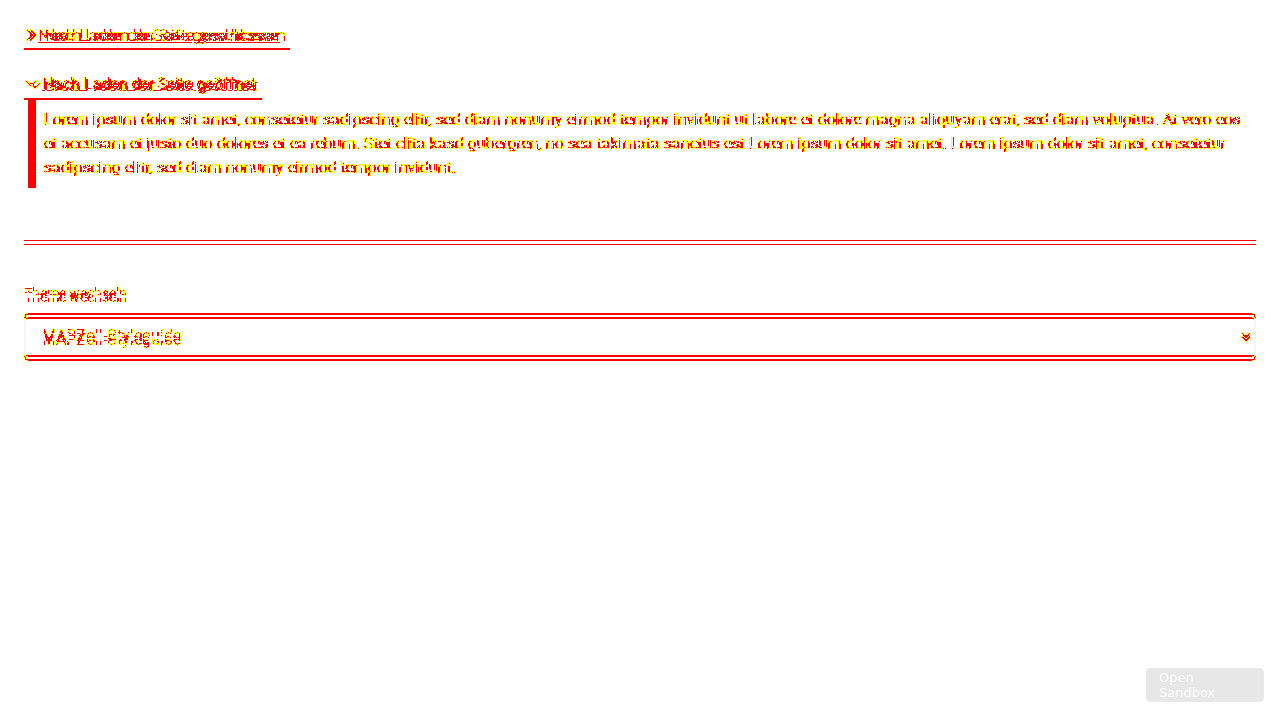 Nach Laden der Seite geschlossen
Nach Laden der Seite geöffnet
Lorem ipsum dolor sit amet, consetetur sadipscing elitr, sed diam nonumy eirmod tempor invidunt ut labore et dolore magna aliquyam erat, sed diam voluptua. At vero eos
et accusam et justo duo dolores et ea rebum. Stet clita kasd gubergren, no sea takimata sanctus est Lorem ipsum dolor sit amet. Lorem ipsum dolor sit amet, consetetur
sadipscing elitr, sed diam nonumy eirmod tempor invidunt.
Theme wechseln
MAPZ-Styleguide
Open
Sandbox